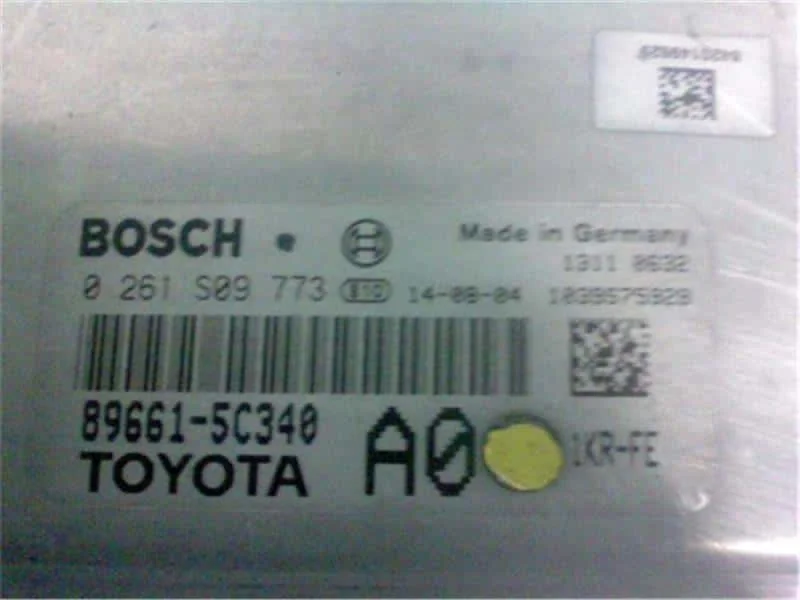 BOSCH
Made in Germany
1311 0632
0 261 S09 773 14-08-04
89661-5C340
A0 1KR-FE
TOYOTA